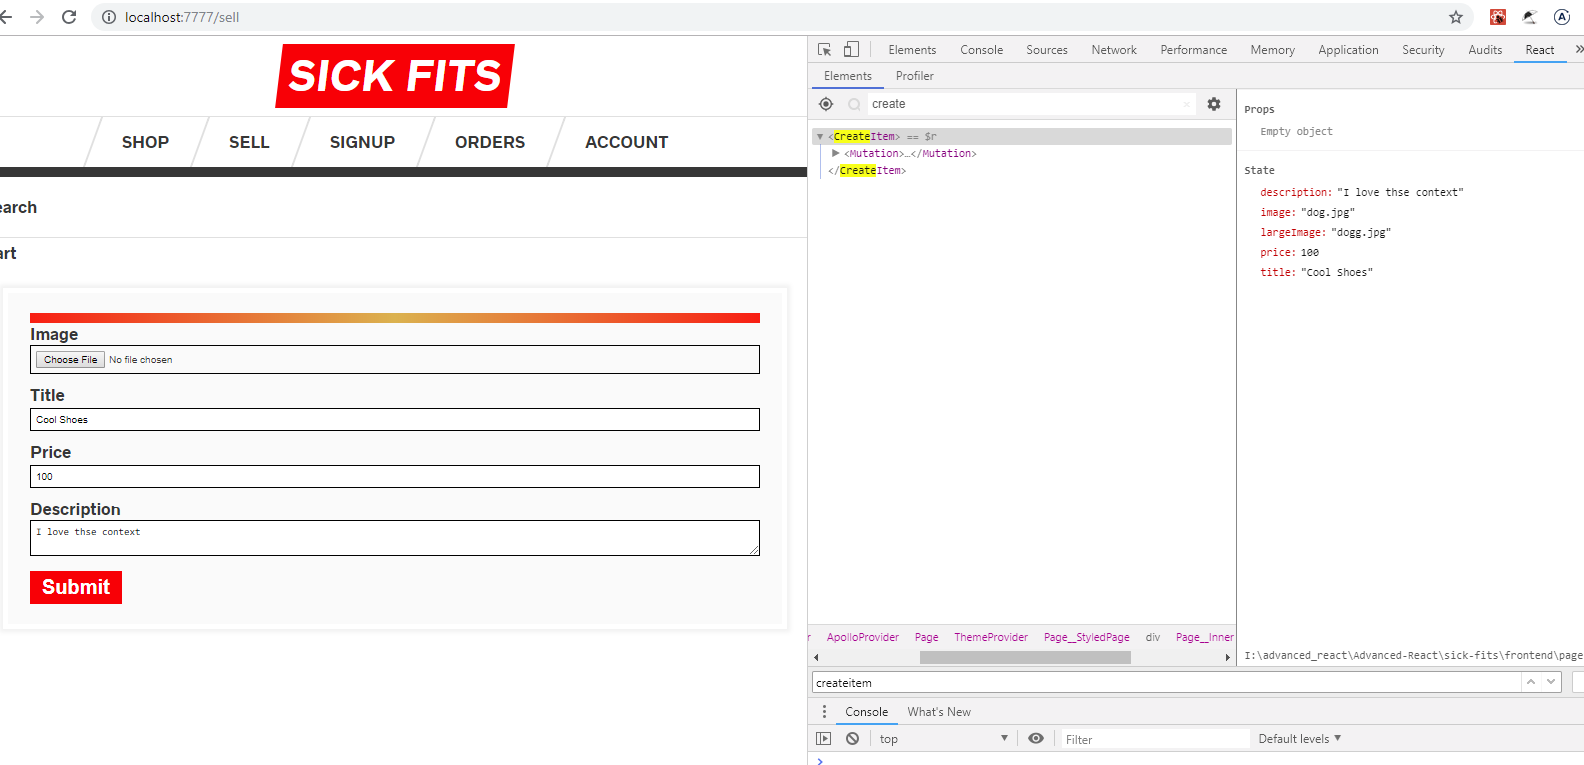 localhost:7777/sell
SICK FITS
SHOP SELL SIGNUP ORDERS ACCOUNT
earch
art
Image
Choose File No file chosen
Title
Cool Shoes
Price
100
Description
I love thse context
Submit
Elements Console Sources Network Performance Memory Application Security Audits React »
Elements Profiler
create
<CreateItem> == $r
<Mutation>…</Mutation>
</CreateItem>
Props
Empty object
State
description: "I love thse context"
image: "dog.jpg"
largeImage: "dogg.jpg"
price: 100
title: "Cool Shoes"
r ApolloProvider Page ThemeProvider Page__StyledPage div Page__Inner
I:\advanced_react\Advanced-React\sick-fits\frontend\page
createitem
Console What's New
top Filter Default levels